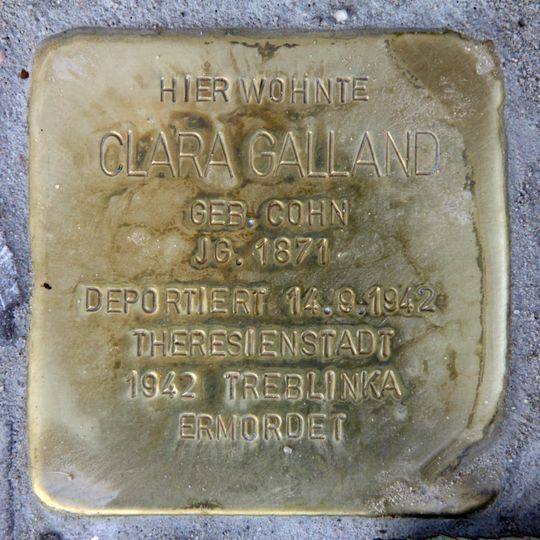 HIER WOHNTE
CLARA GALLAND
GEB. COHN
JG. 1871
DEPORTIERT 14.9.1942
THERESIENSTADT
1942 TREBLINKA
ERMORDET